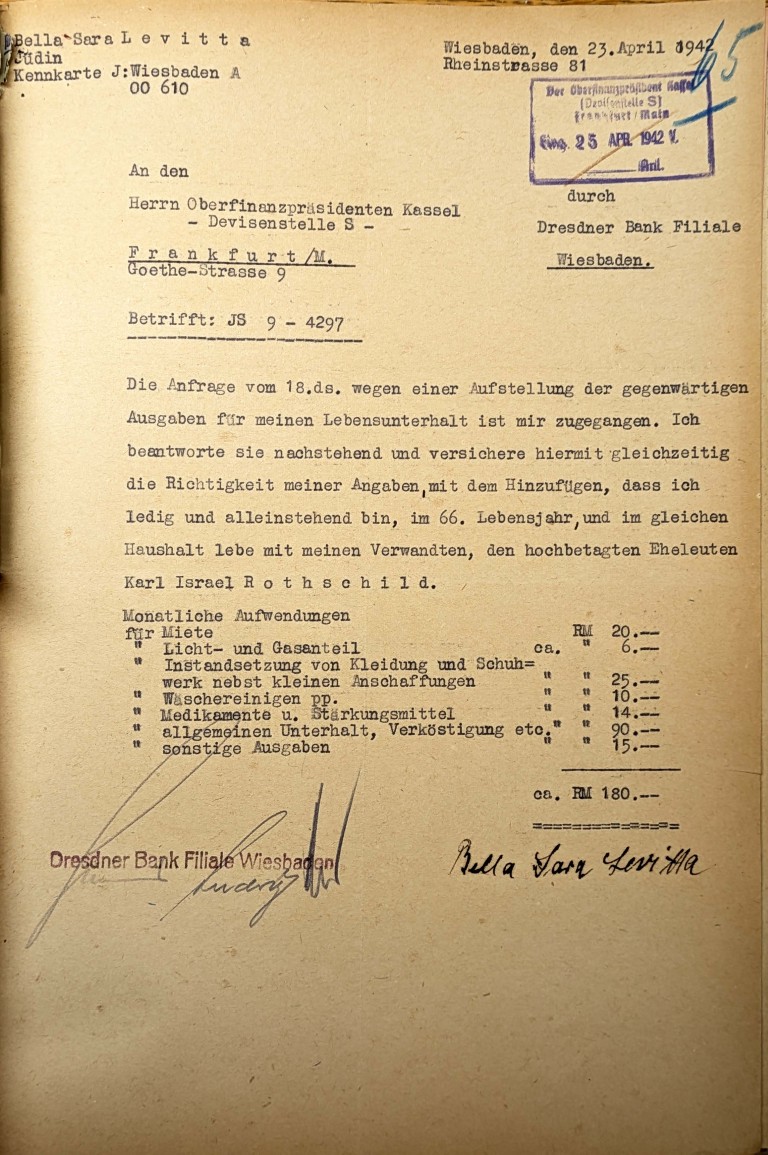 Bella Sara L e v i t t a
Jüdin
Kennkarte J:Wiesbaden A
00 610
Wiesbaden, den 23.April 1942
Rheinstrasse 81
65
Der Oberfinanzpräsident Kassel
(Devisenstelle S)
Frankfurt/Main
Eing. 25 APR. 1942 V.
Anl.
An den
Herrn Oberfinanzpräsidenten Kassel
- Devisenstelle S -
F r a n k f u r t /M.
Goethe-Strasse 9
durch
Dresdner Bank Filiale
Wiesbaden.
Betrifft: JS 9 - 4297
Die Anfrage vom 18.ds. wegen einer Aufstellung der gegenwärtigen
Ausgaben für meinen Lebensunterhalt ist mir zugegangen. Ich
beantworte sie nachstehend und versichere hiermit gleichzeitig
die Richtigkeit meiner Angaben,mit dem Hinzufügen, dass ich
ledig und alleinstehend bin, im 66. Lebensjahr,und im gleichen
Haushalt lebe mit meinen Verwandten, den hochbetagten Eheleuten
Karl Israel R o t h s c h i l d.
Monatliche Aufwendungen
für Miete RM 20.--
" Licht- und Gasanteil ca. " 6.--
" Instandsetzung von Kleidung und Schuh=
werk nebst kleinen Anschaffungen " " 25.--
" Wäschereinigen pp. " " 10.--
" Medikamente u. Stärkungsmittel " " 14.--
" allgemeinen Unterhalt, Verköstigung etc." " 90.--
" sonstige Ausgaben " " 15.--
ca. RM 180.--
===============
Dresdner Bank Filiale Wiesbaden
Bella Sara Levitta